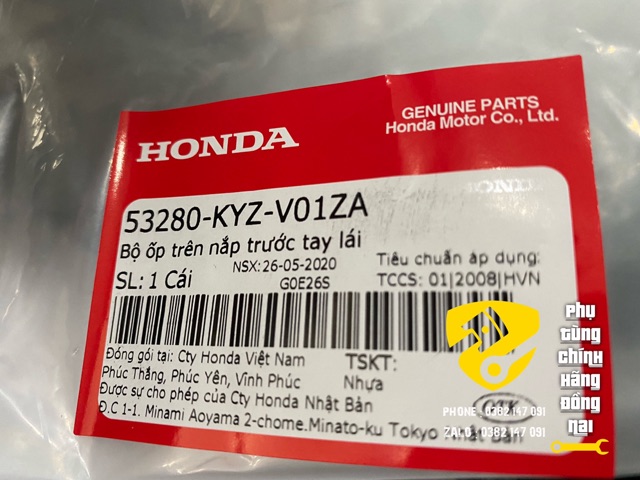 GENUINE PARTS
Honda Motor Co., Ltd.
HONDA
53280-KYZ-V01ZA
Bộ ốp trên nắp trước tay lái
NSX: 26-05-2020
Tiêu chuẩn áp dụng:
SL: 1 Cái
G0E26S
TCCS: 01|2008|HVN
Đóng gói tại: Cty Honda Việt Nam
TSKT:
Phúc Thắng, Phúc Yên, Vĩnh Phúc
Nhựa
Được sự cho phép của Cty Honda Nhật Bản
Đ.C 1-1. Minami Aoyama 2-chome.Minato-ku Tokyo Nhật Bản
phụ
tùng
chính
hãng
đồng
nai
PHONE - 0382 147 091
ZALO : 0382 147 091